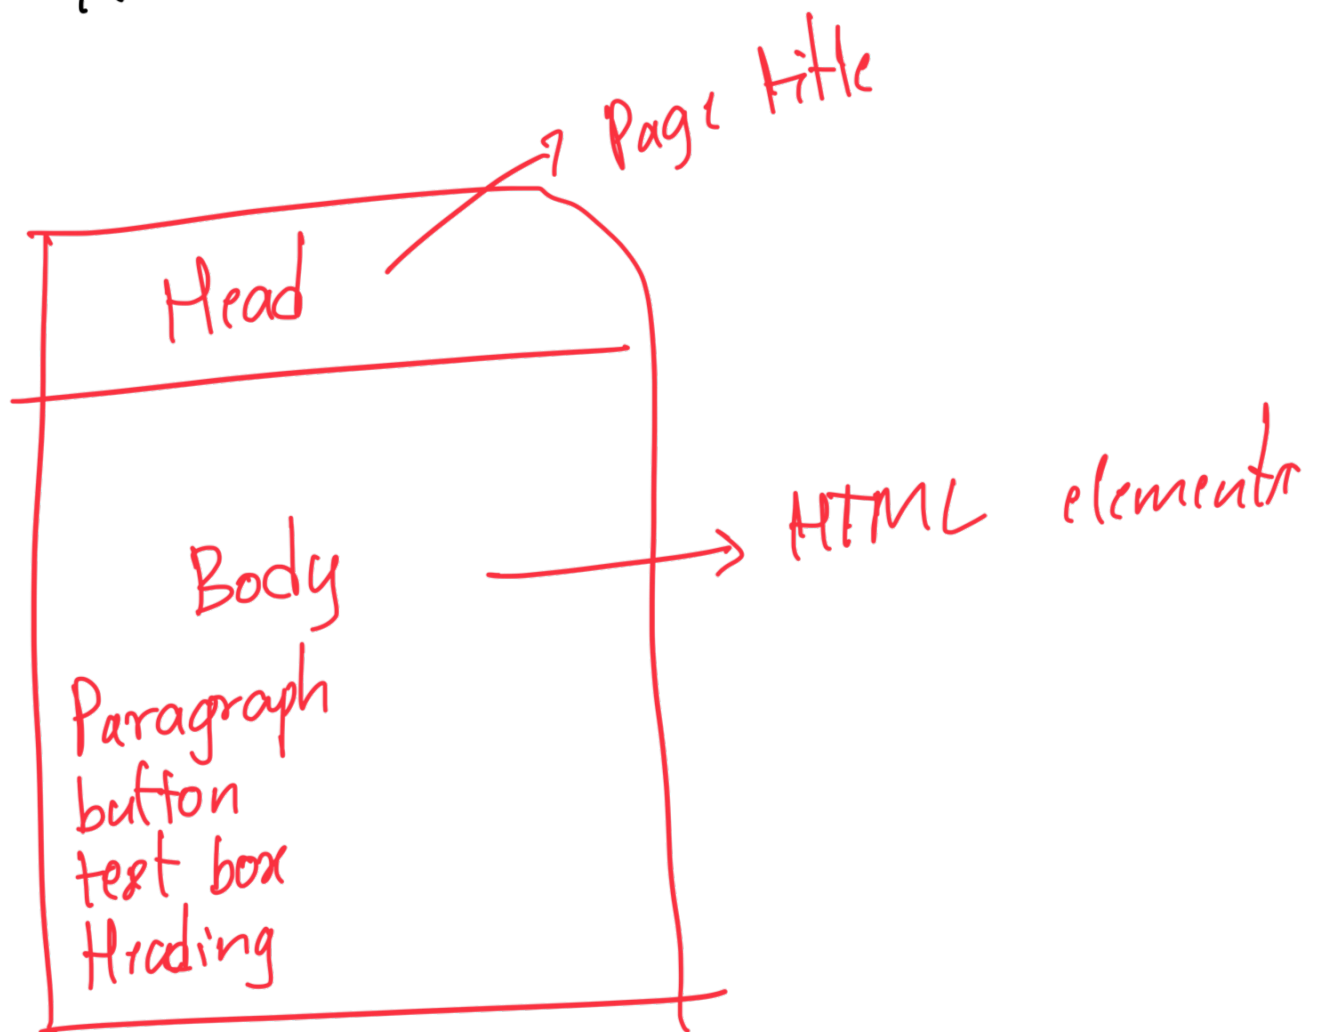 Page title
Head
HTML elements
Body
Paragraph
button
text box
Heading